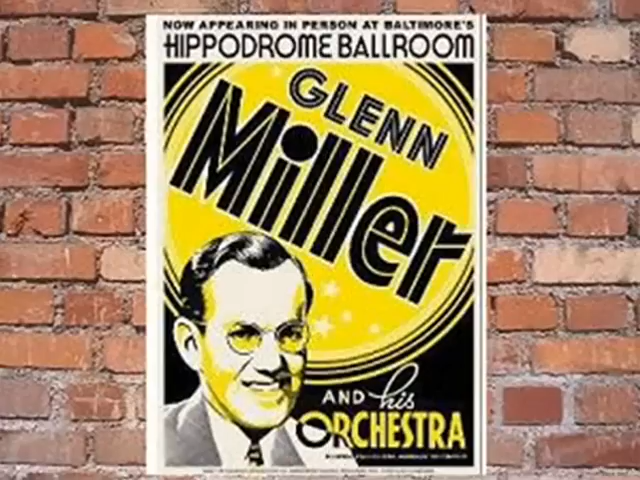 NOW APPEARING IN PERSON AT BALTIMORE'S
HIPPODROME BALLROOM
GLENN
Miller
AND his
ORCHESTRA